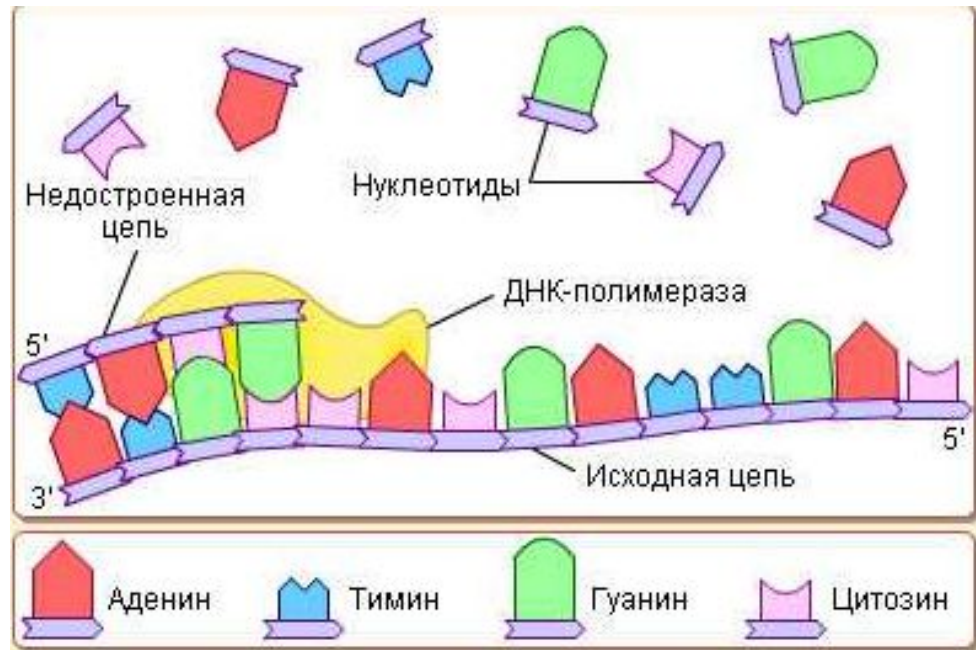 Недостроенная
цепь
Нуклеотиды
ДНК-полимераза
5'
3'
5'
Исходная цепь
Аденин
Тимин
Гуанин
Цитозин